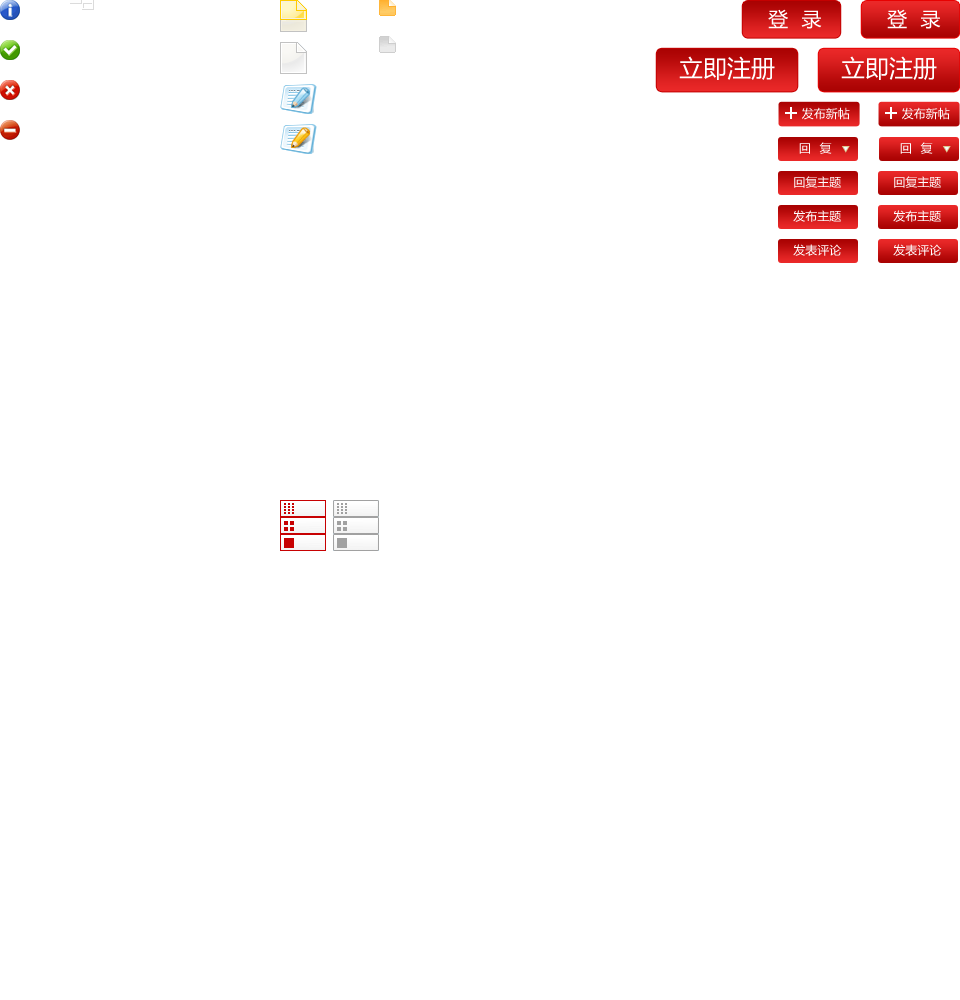 登 录 登 录
立即注册 立即注册
发布新帖 发布新帖
回 复 回 复
回复主题 回复主题
发布主题 发布主题
发表评论 发表评论